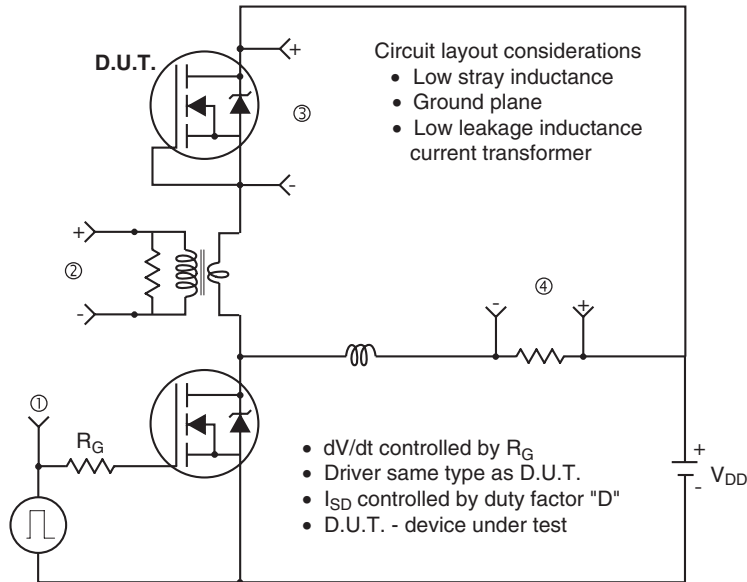 D.U.T.
+
③
-
Circuit layout considerations
• Low stray inductance
• Ground plane
• Low leakage inductance
current transformer
+
②
-
④
-
+
①
R_G
• dV/dt controlled by R_G
• Driver same type as D.U.T.
• I_SD controlled by duty factor "D"
• D.U.T. - device under test
+
V_DD
-